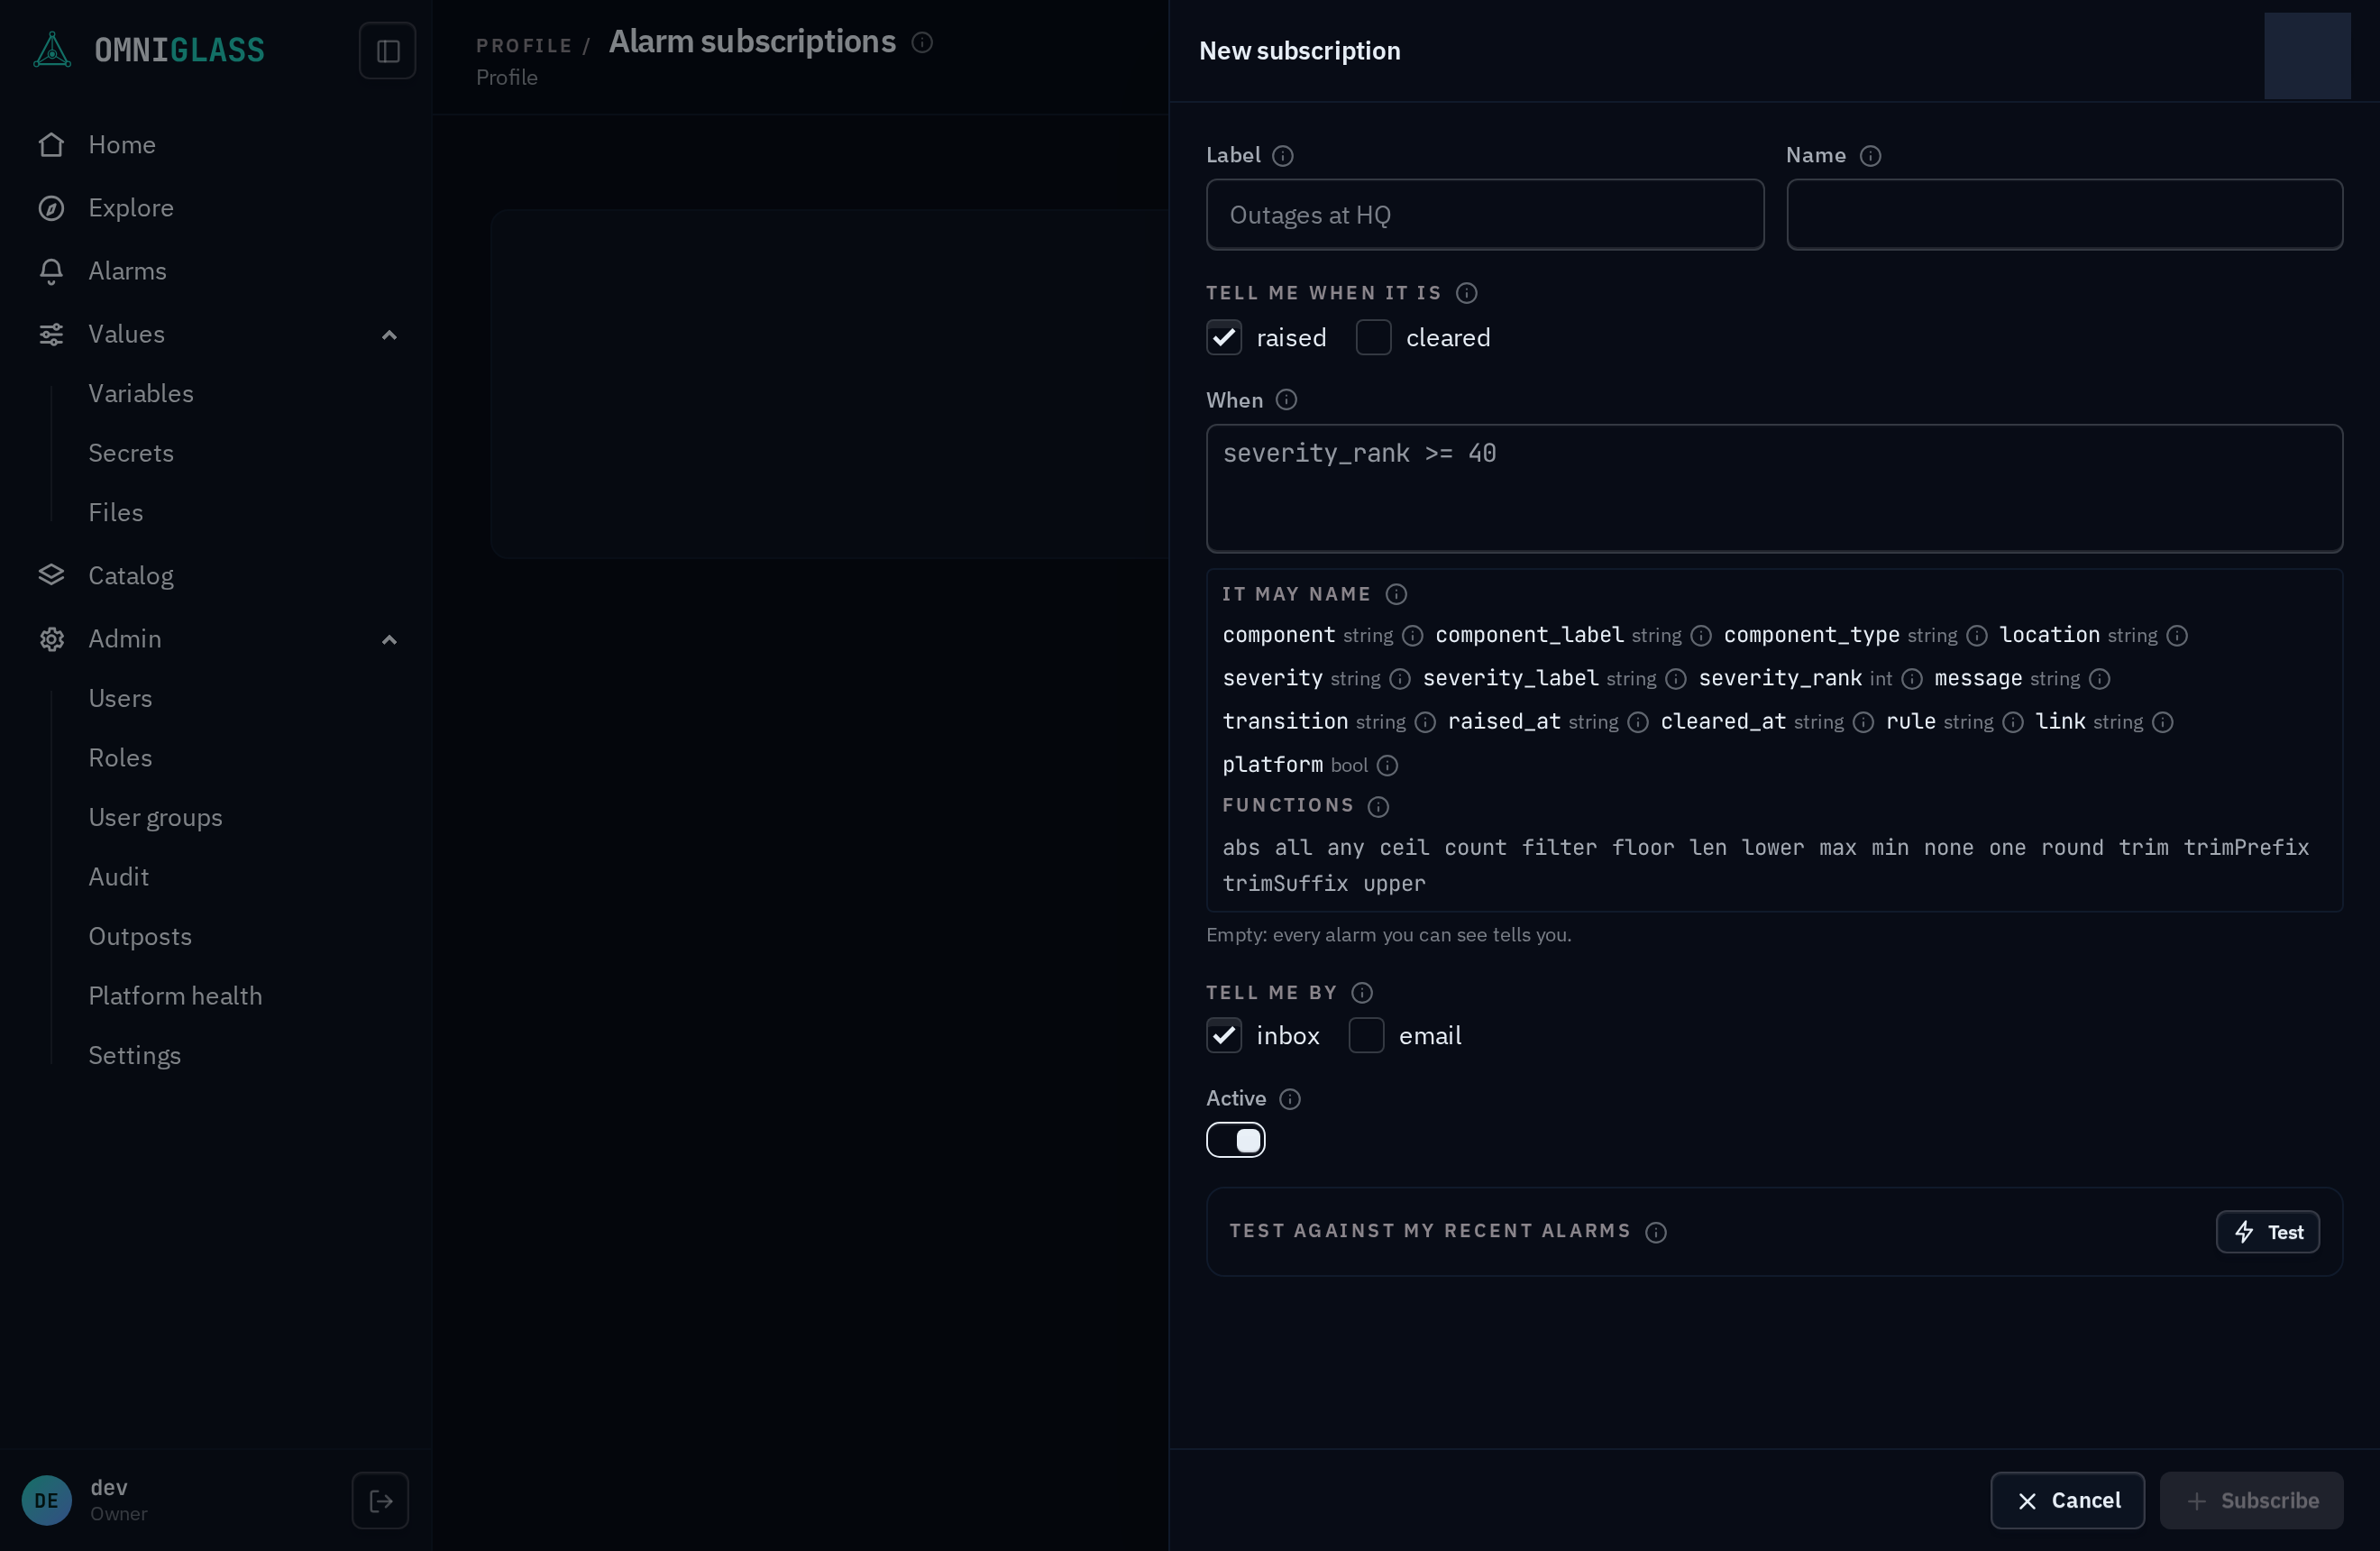 OMNIGLASS
Home
Explore
Alarms
Values
Variables
Secrets
Files
Catalog
Admin
Users
Roles
User groups
Audit
Outposts
Platform health
Settings
DE
dev
Owner
PROFILE / Alarm subscriptions
Profile
New subscription
Label
Name
Outages at HQ
TELL ME WHEN IT IS
raised cleared
When
severity_rank >= 40
IT MAY NAME
component string component_label string component_type string location string
severity string severity_label string severity_rank int message string
transition string raised_at string cleared_at string rule string link string
platform bool
FUNCTIONS
abs all any ceil count filter floor len lower max min none one round trim trimPrefix
trimSuffix upper
Empty: every alarm you can see tells you.
TELL ME BY
inbox email
Active
TEST AGAINST MY RECENT ALARMS
Test
Cancel
Subscribe